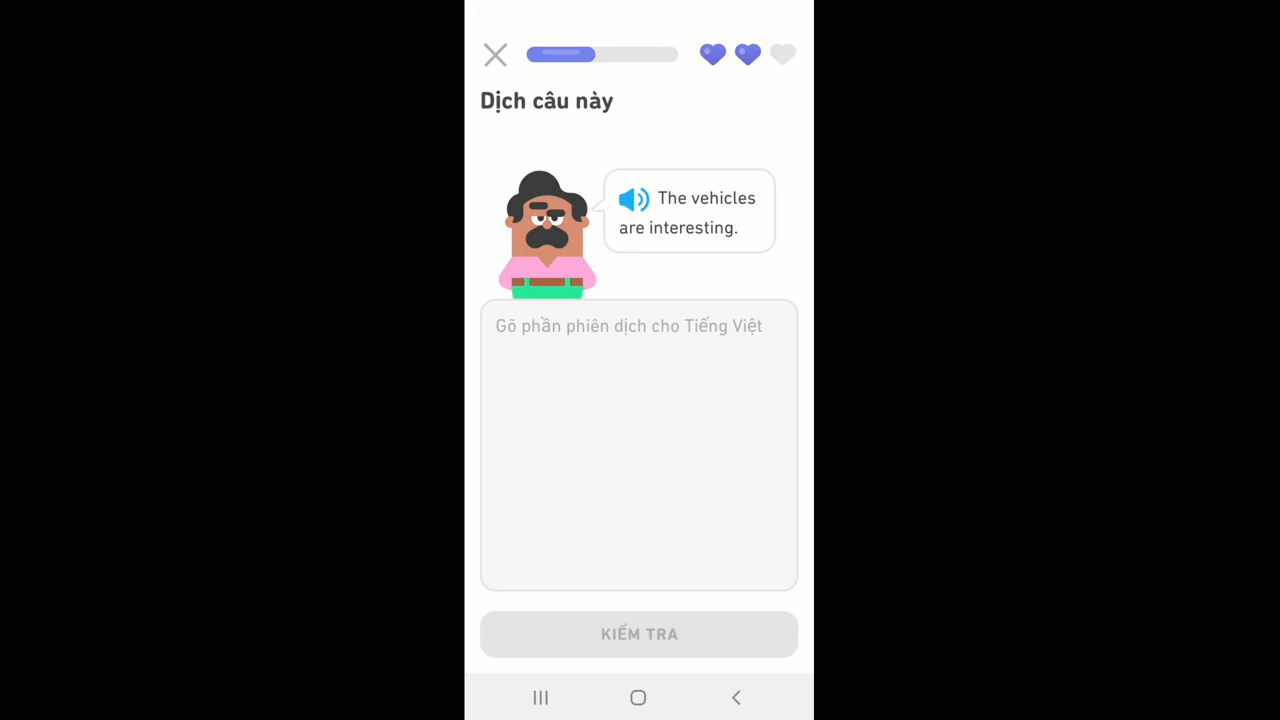 Dịch câu này
The vehicles
are interesting.
Gõ phần phiên dịch cho Tiếng Việt
KIỂM TRA